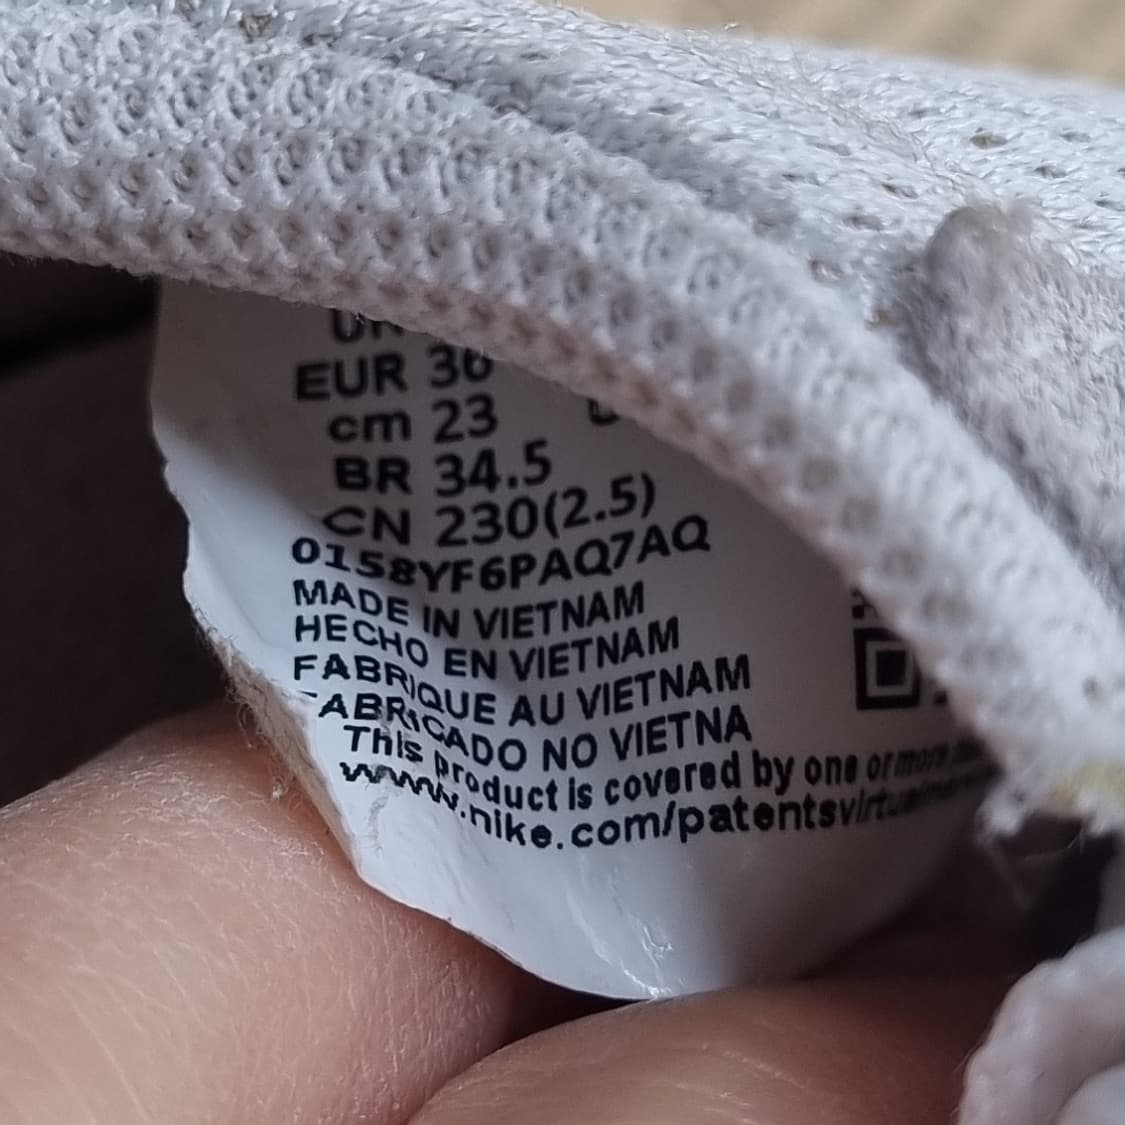 EUR 36
cm 23
BR 34.5
CN 230(2.5)
0158YF6PAQ7AQ
MADE IN VIETNAM
HECHO EN VIETNAM
FABRIQUE AU VIETNAM
FABRICADO NO VIETNA
This product is covered by one or more
www.nike.com/patentsvirtual